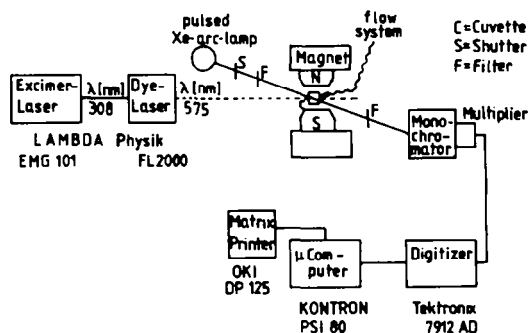 pulsed
Xe-arc-lamp
flow
system
C=Cuvette
S=Shutter
F=Filter
S
F
Magnet
N
S
F
Excimer-
Laser
λ[nm]
308
Dye-
Laser
λ[nm]
575
LAMBDA Physik
EMG 101
FL2000
Mono-
chro-
mator
Multiplier
Matrix
Printer
OKI
DP 125
μCom-
puter
KONTRON
PSI 80
Digitizer
Tektronix
7912 AD